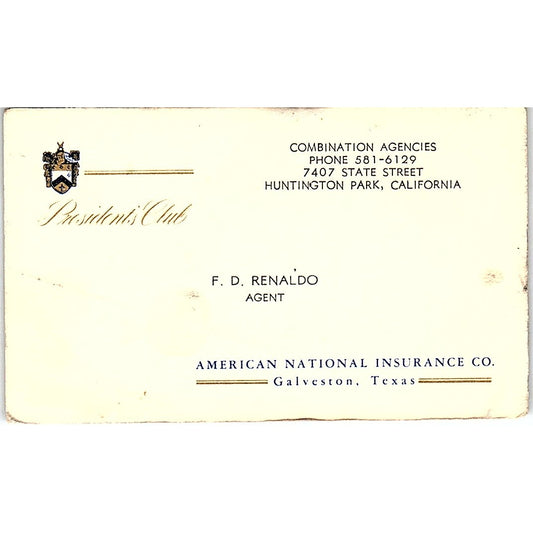 COMBINATION AGENCIES
PHONE 581-6129
7407 STATE STREET
HUNTINGTON PARK, CALIFORNIA
Presidents Club
F. D. RENALDO
AGENT
AMERICAN NATIONAL INSURANCE CO.
Galveston, Texas